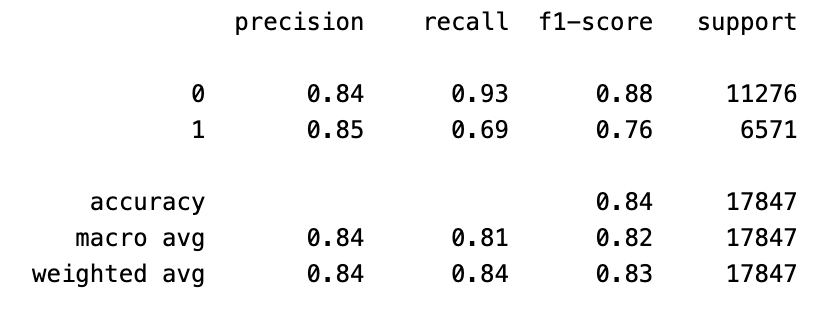 precision recall f1-score support
0 0.84 0.93 0.88 11276
1 0.85 0.69 0.76 6571
accuracy 0.84 17847
macro avg 0.84 0.81 0.82 17847
weighted avg 0.84 0.84 0.83 17847